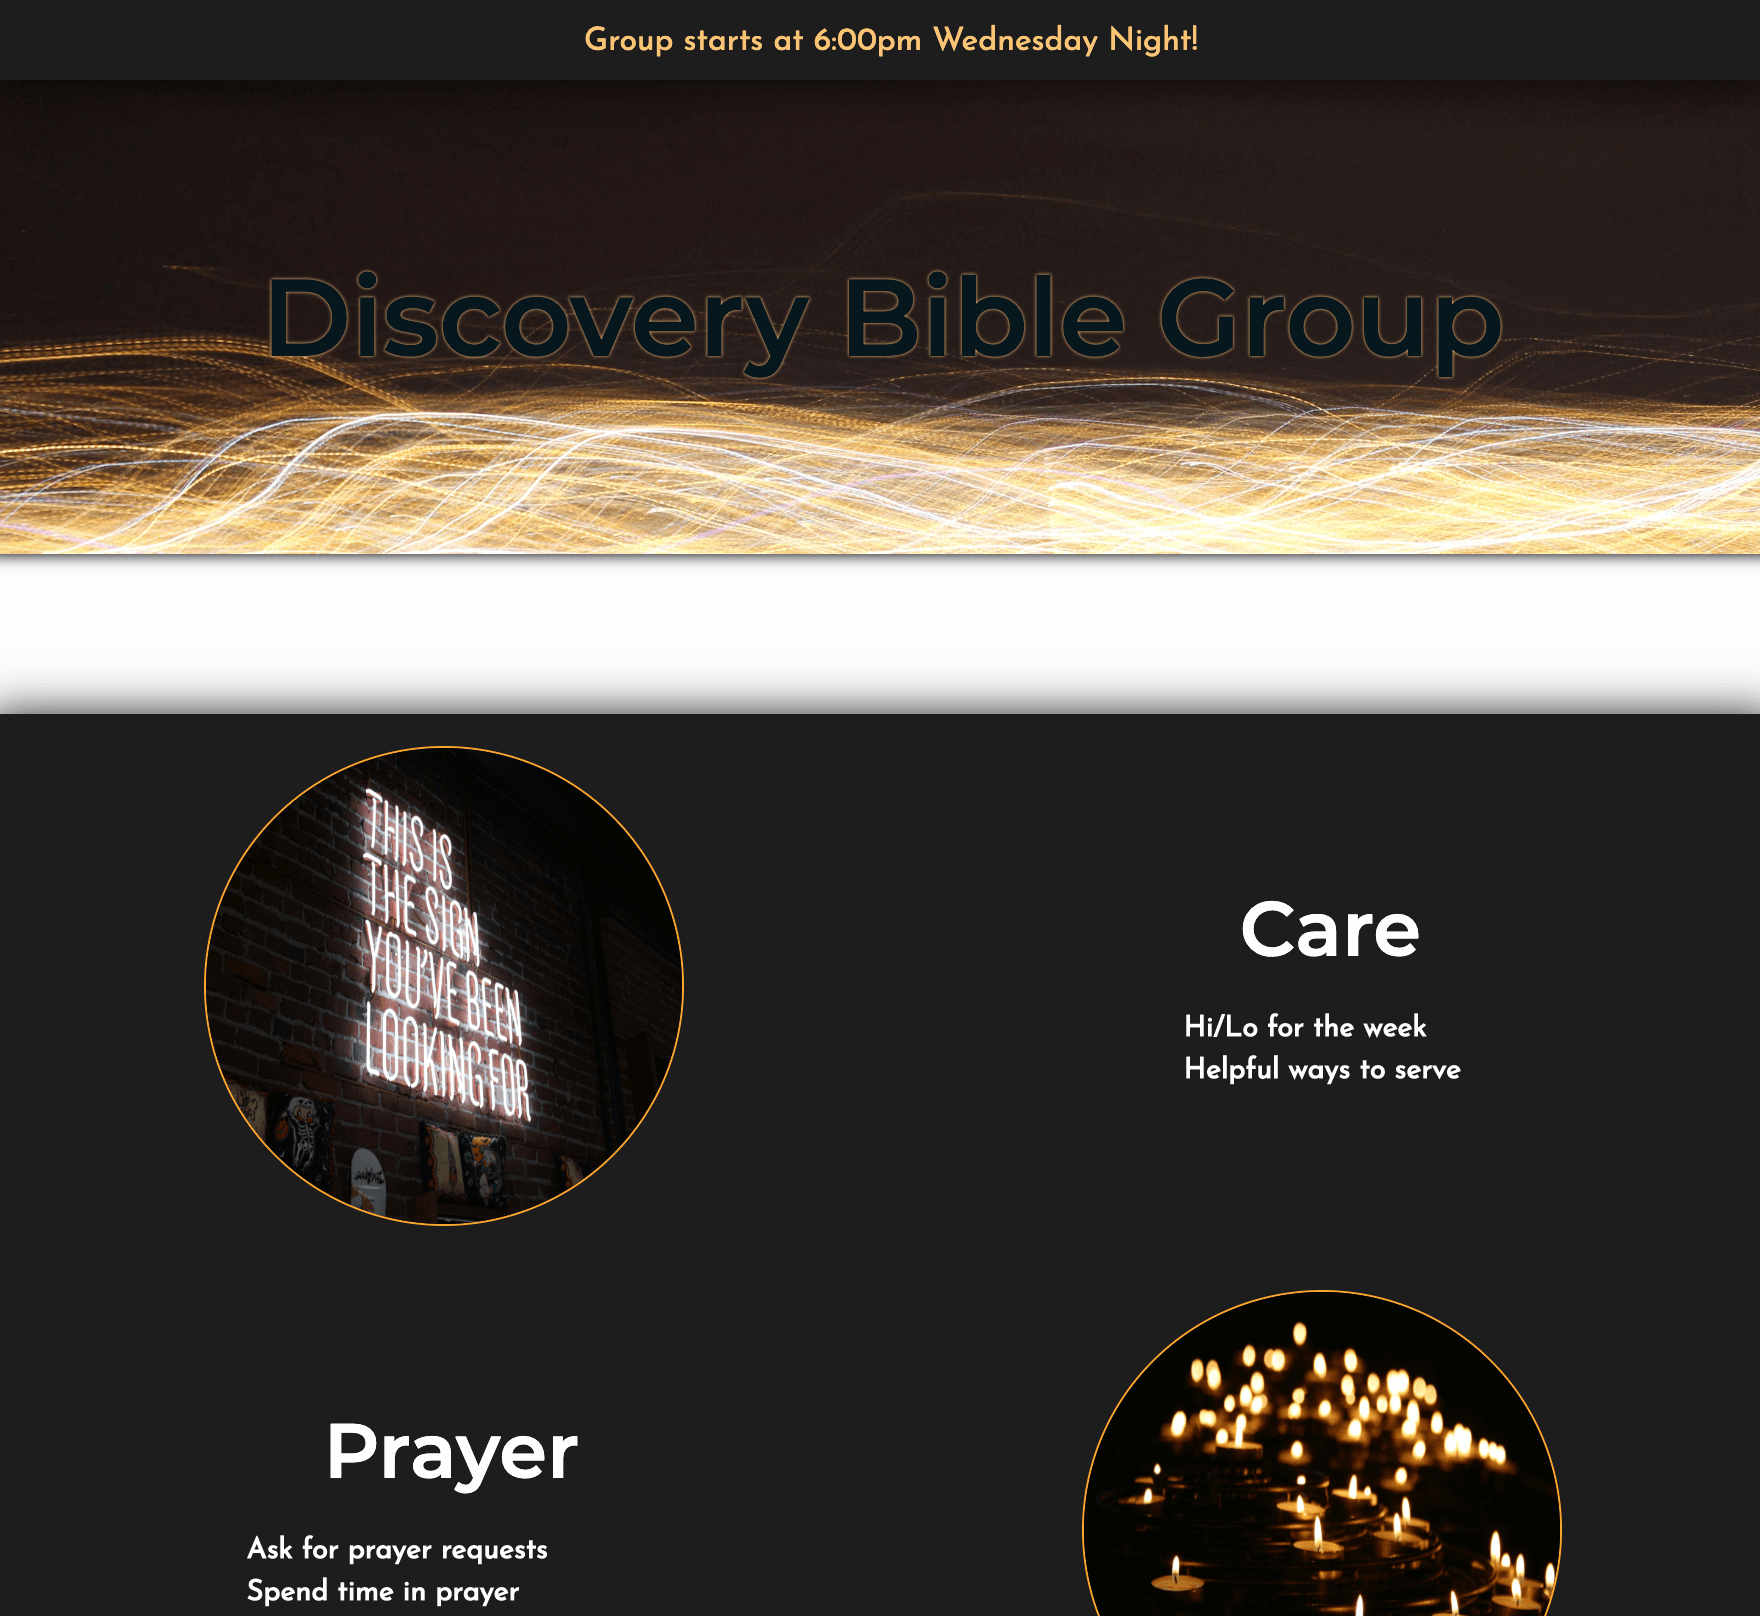 Group starts at 6:00pm Wednesday Night!
Discovery Bible Group
THIS IS
THE SIGN
YOU'VE BEEN
LOOKING FOR
Care
Hi/Lo for the week
Helpful ways to serve
Prayer
Ask for prayer requests
Spend time in prayer